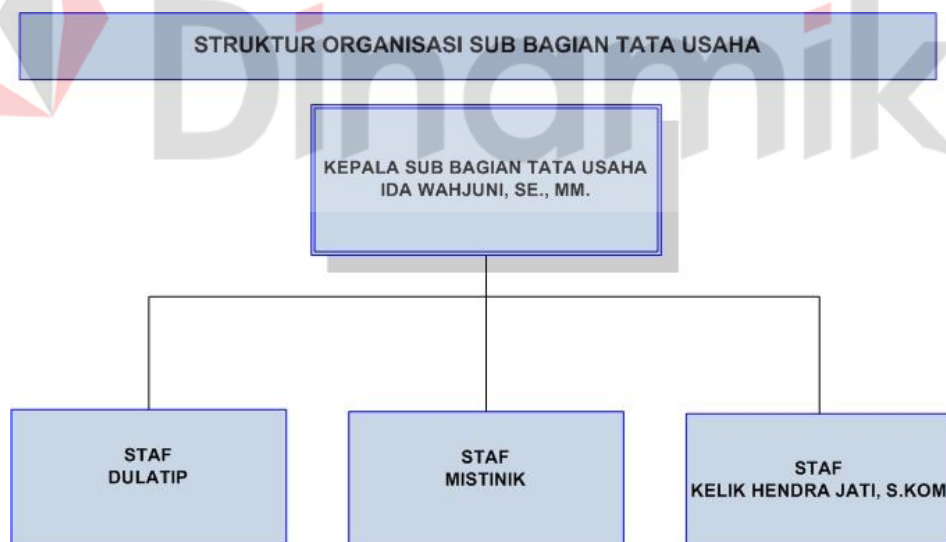 STRUKTUR ORGANISASI SUB BAGIAN TATA USAHA
Dinamik
KEPALA SUB BAGIAN TATA USAHA
IDA WAHJUNI, SE., MM.
STAF
DULATIP
STAF
MISTINIK
STAF
KELIK HENDRA JATI, S.KOM